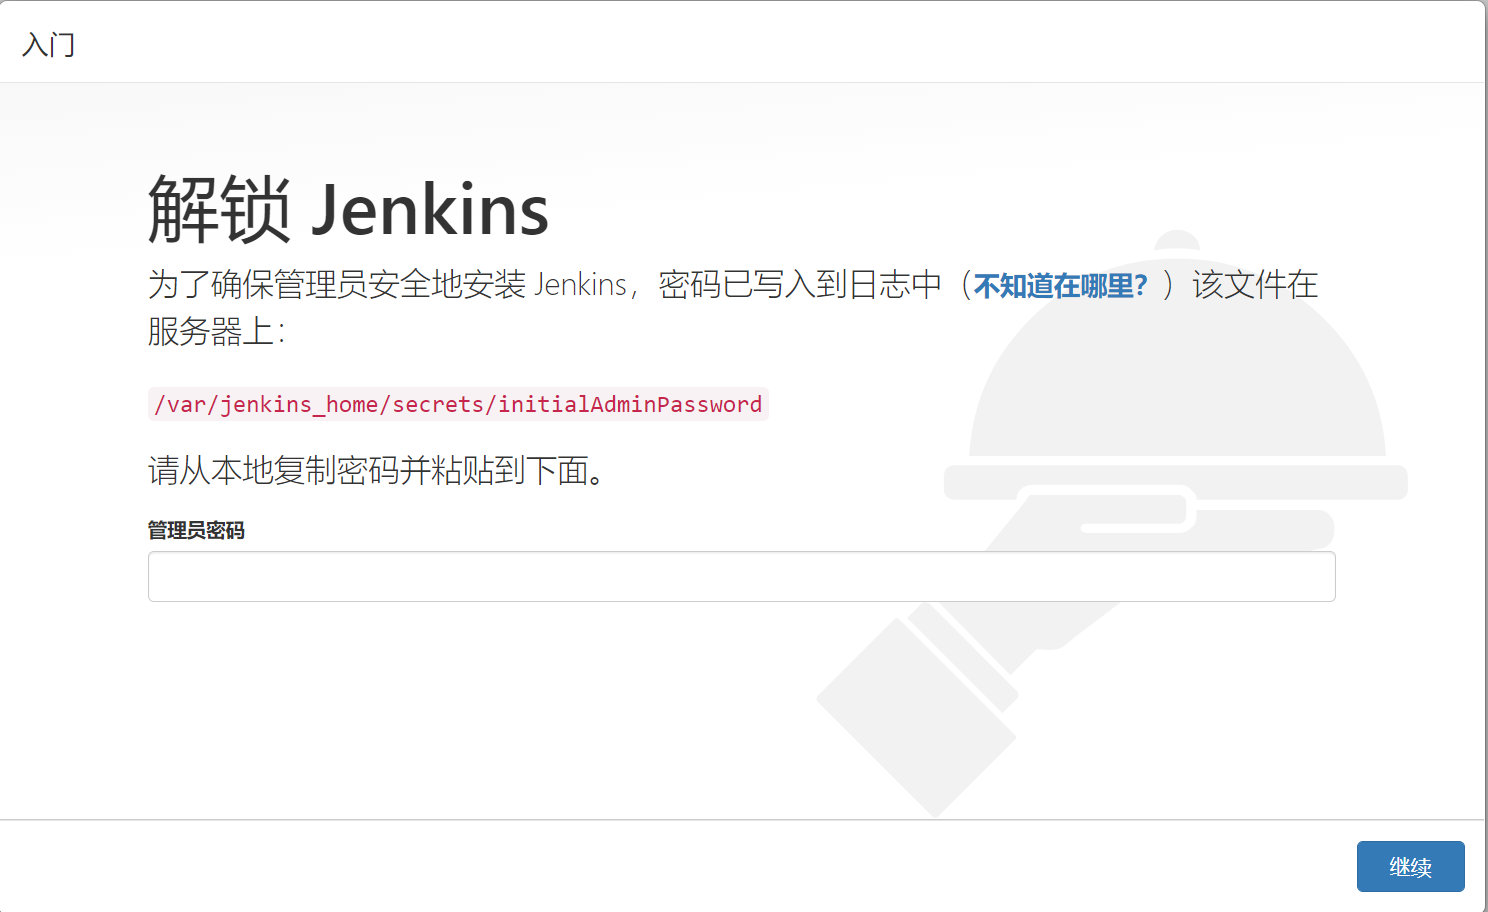 入门
解锁 Jenkins
为了确保管理员安全地安装 Jenkins，密码已写入到日志中（不知道在哪里？）该文件在
服务器上：
/var/jenkins_home/secrets/initialAdminPassword
请从本地复制密码并粘贴到下面。
管理员密码
继续